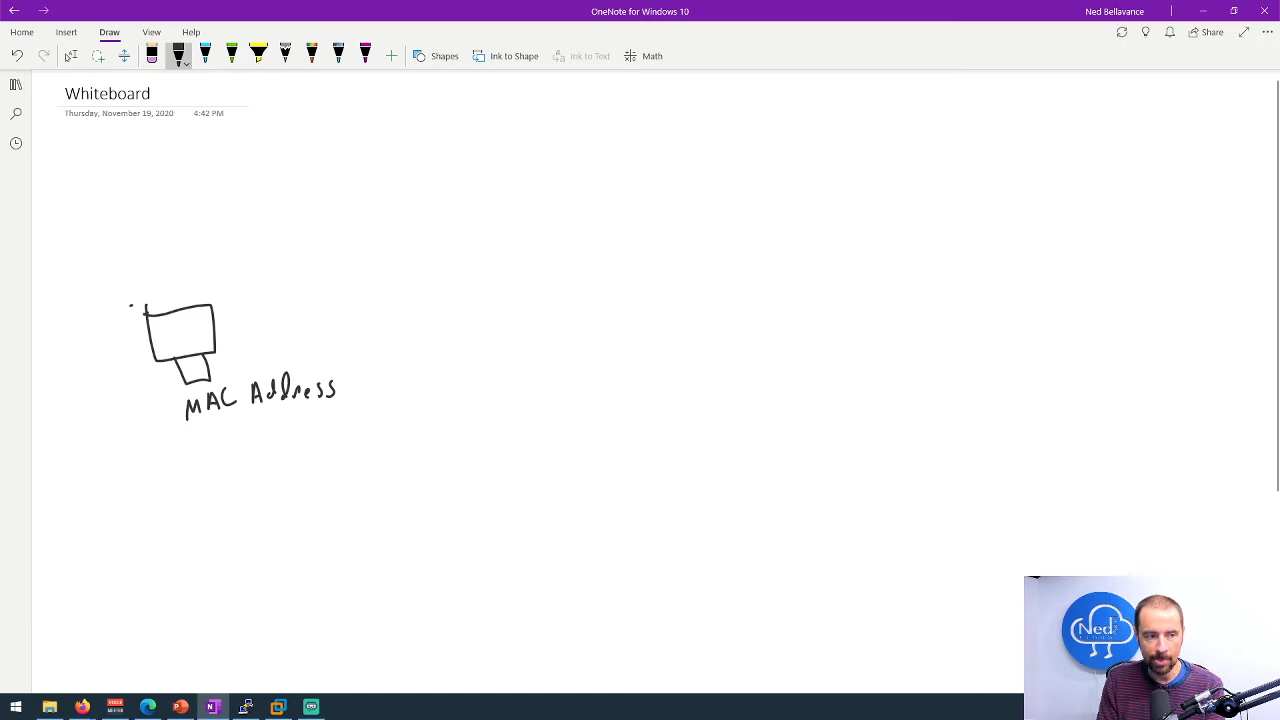 OneNote for Windows 10
Ned Bellavance
Home Insert Draw View Help
Share
Shapes Ink to Shape Ink to Text Math
Whiteboard
Thursday, November 19, 2020 4:42 PM
MAC Address
Ned